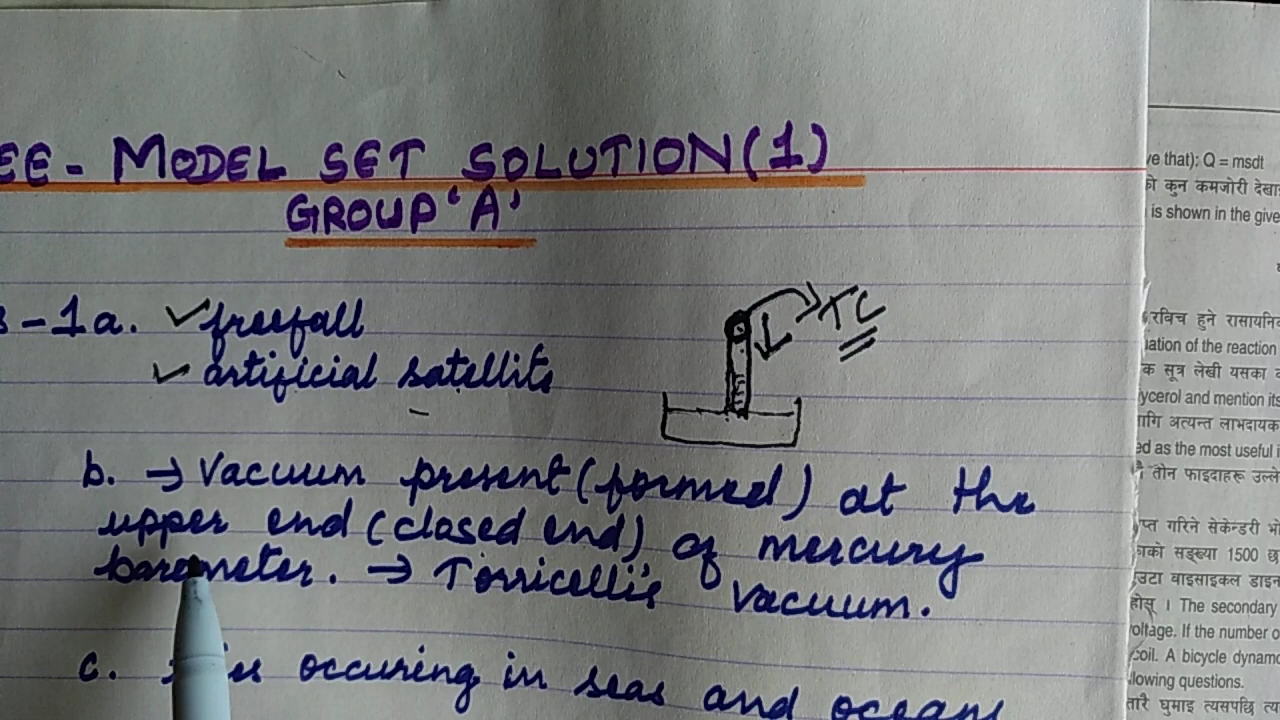 EE - MODEL SET SOLUTION(1)
GROUP 'A'
-1a. ✓ freefall
✓ artificial satellite
TC
b. → Vacuum present (formed) at the
upper end (closed end) of mercury
barometer. → Torricelli's vacuum.
c. occuring in seas and oceans
ve that): Q = msdt
को कुन कमजोरी
is shown in the give
रविच हुने
iation of the reaction
क सूत्र लेखी यसका
ycerol and mention its
गि अत्यन्त लाभदायक
ed as the most useful
तीन फाइदाहरू
प्त गरिने सेकेन्डरी
को सङ्ख्या 1500
उटा बाइसाइकल
होस् । The secondary
oltage. If the number
coil. A bicycle dynamo
llowing questions.
तारै घुमाइ त्यसपछि